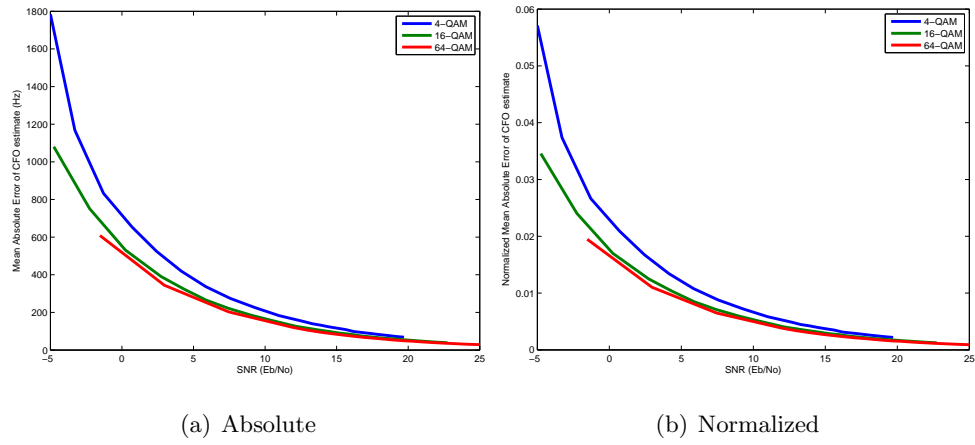 1800
1600
1400
1200
1000
800
600
400
200
0
Mean Absolute Error of CFO estimate (Hz)
4−QAM
16−QAM
64−QAM
−5 0 5 10 15 20 25
SNR (Eb/No)
(a) Absolute
0.06
0.05
0.04
0.03
0.02
0.01
0
Normalized Mean Absolute Error of CFO estimate
4−QAM
16−QAM
64−QAM
−5 0 5 10 15 20 25
SNR (Eb/No)
(b) Normalized